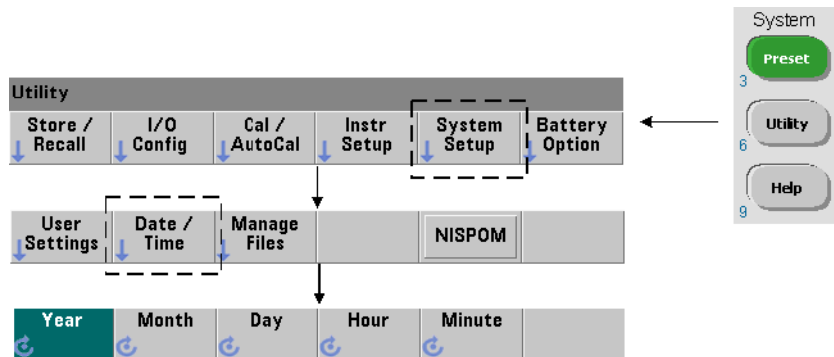 System
Preset
3
Utility
6
Help
9
Utility
Store / Recall
I/O Config
Cal / AutoCal
Instr Setup
System Setup
Battery Option
User Settings
Date / Time
Manage Files
NISPOM
Year
Month
Day
Hour
Minute